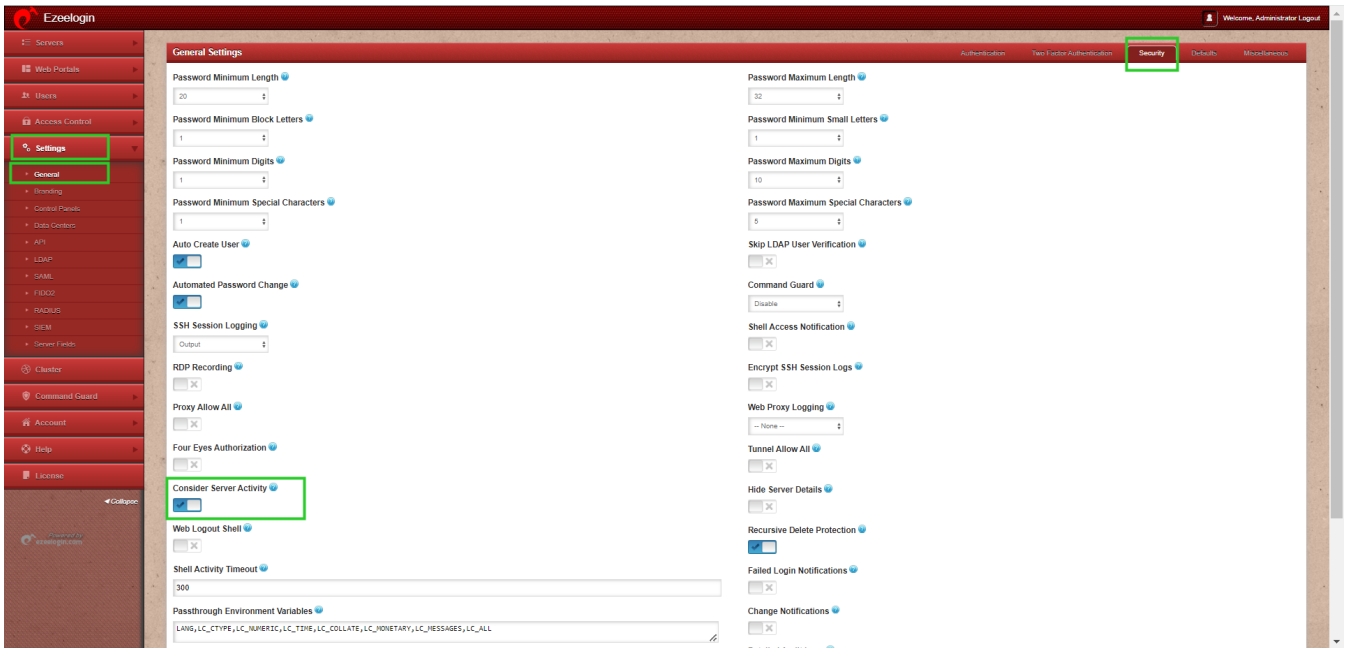 Ezeelogin
Welcome, Administrator Logout
Servers
Web Portals
Users
Access Control
Settings
General
Branding
Control Panels
Data Centers
API
LDAP
SAML
FIDO2
RADIUS
SIEM
Server Fields
Cluster
Command Guard
Account
Help
License
Collapse
ezeelogin.com
General Settings
Authentication
Two Factor Authentication
Security
Defaults
Miscellaneous
Password Minimum Length
20
Password Maximum Length
32
Password Minimum Block Letters
1
Password Minimum Small Letters
1
Password Minimum Digits
1
Password Maximum Digits
10
Password Minimum Special Characters
1
Password Maximum Special Characters
Auto Create User
Skip LDAP User Verification
Automated Password Change
Command Guard
Disable
SSH Session Logging
Output
Shell Access Notification
RDP Recording
Encrypt SSH Session Logs
Proxy Allow All
Web Proxy Logging
-- None --
Four Eyes Authorization
Tunnel Allow All
Consider Server Activity
Hide Server Details
Web Logout Shell
Recursive Delete Protection
Shell Activity Timeout
300
Failed Login Notifications
Passthrough Environment Variables
LANG,LC_CTYPE,LC_NUMERIC,LC_TIME,LC_COLLATE,LC_MONETARY,LC_MESSAGES,LC_ALL
Change Notifications